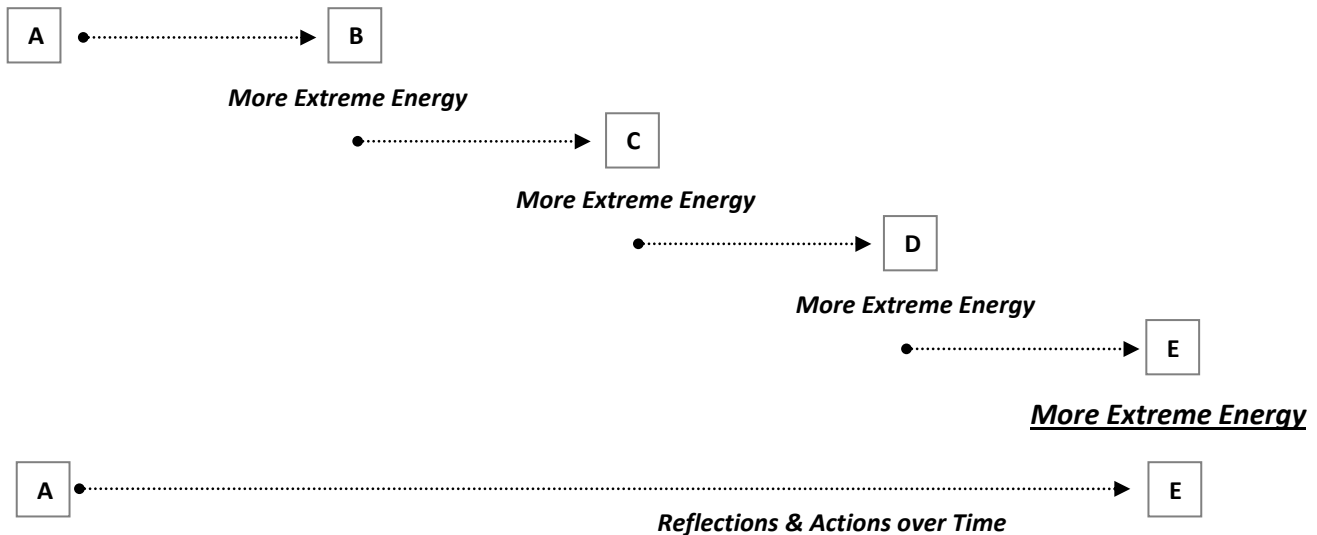 A B
More Extreme Energy
C
More Extreme Energy
D
More Extreme Energy
E
More Extreme Energy
A E
Reflections & Actions over Time